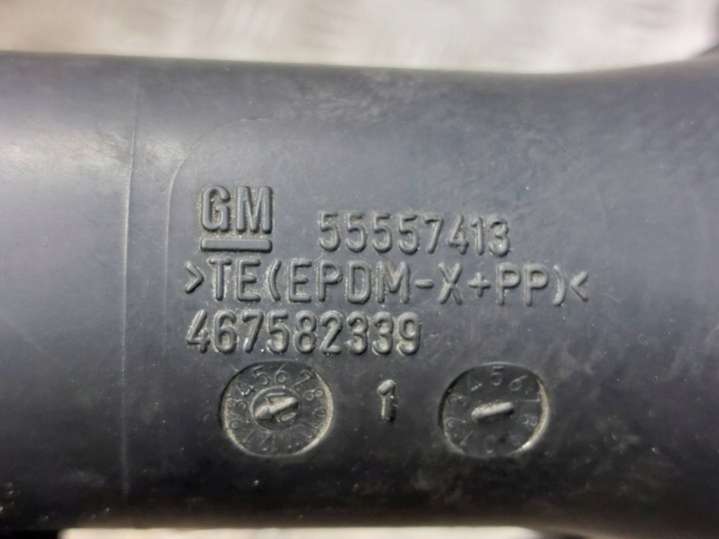 GM 55557413
>TE(EPDM-X+PP)<
467582339
1